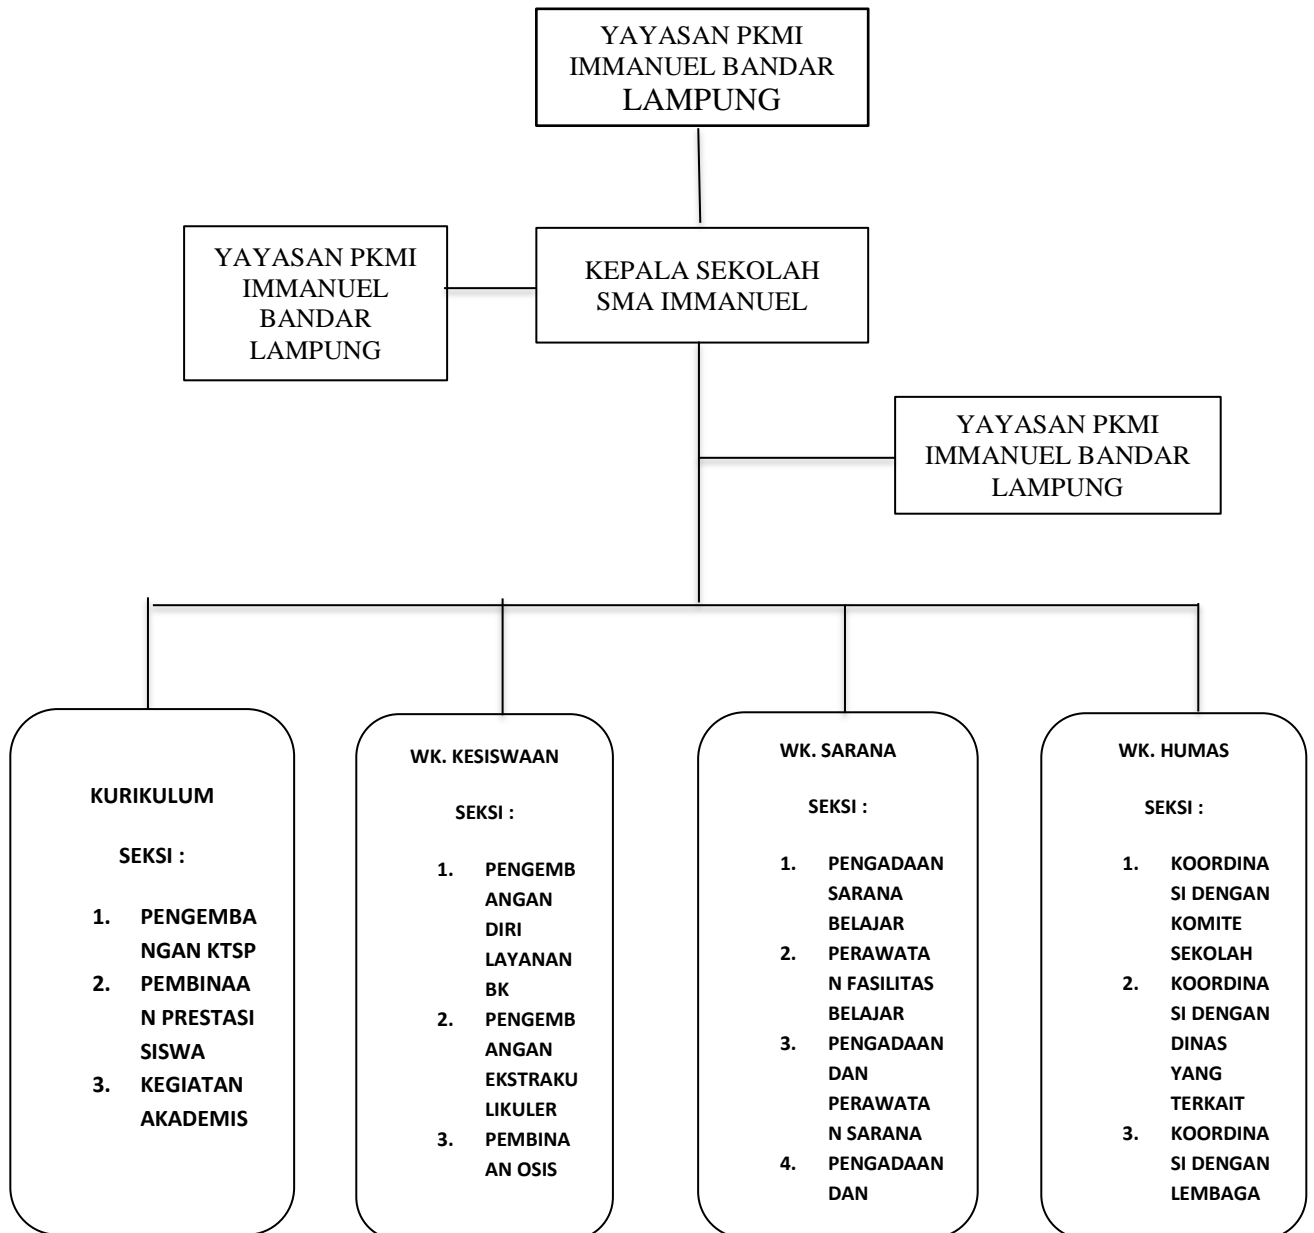 YAYASAN PKMI
IMMANUEL BANDAR
LAMPUNG
YAYASAN PKMI
IMMANUEL
BANDAR
LAMPUNG
KEPALA SEKOLAH
SMA IMMANUEL
YAYASAN PKMI
IMMANUEL BANDAR
LAMPUNG
KURIKULUM
SEKSI :
1. PENGEMBA
NGAN KTSP
2. PEMBINAA
N PRESTASI
SISWA
3. KEGIATAN
AKADEMIS
WK. KESISWAAN
SEKSI :
1. PENGEMB
ANGAN
DIRI
LAYANAN
BK
2. PENGEMB
ANGAN
EKSTRAKU
LIKULER
3. PEMBINA
AN OSIS
WK. SARANA
SEKSI :
1. PENGADAAN
SARANA
BELAJAR
2. PERAWATA
N FASILITAS
BELAJAR
3. PENGADAAN
DAN
PERAWATA
N SARANA
4. PENGADAAN
DAN
WK. HUMAS
SEKSI :
1. KOORDINA
SI DENGAN
KOMITE
SEKOLAH
2. KOORDINA
SI DENGAN
DINAS
YANG
TERKAIT
3. KOORDINA
SI DENGAN
LEMBAGA